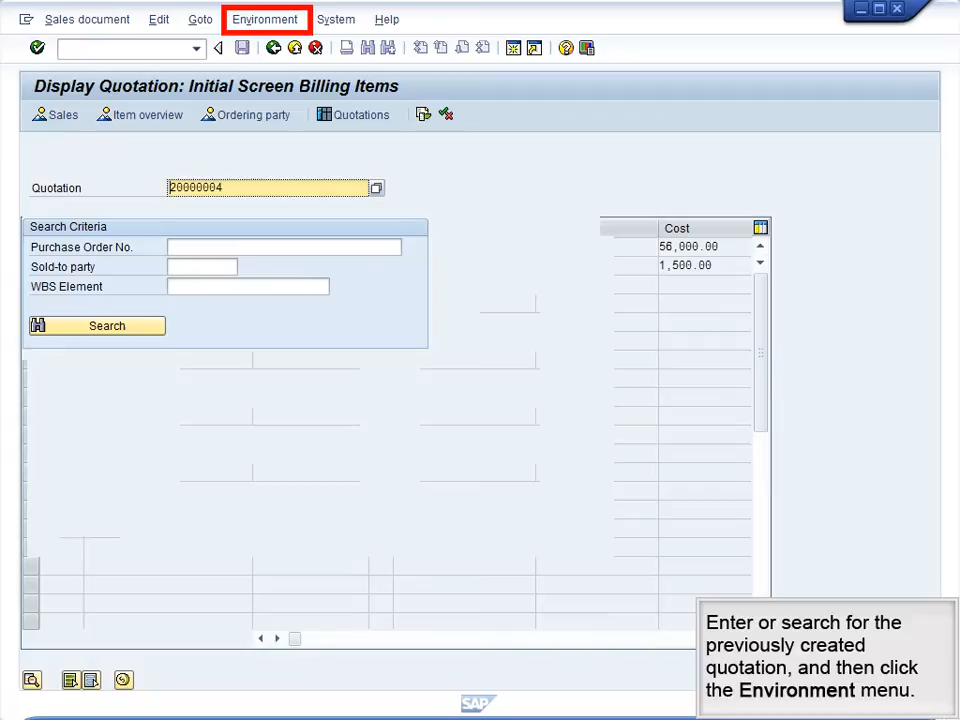 Sales document Edit Goto Environment System Help
Display Quotation: Initial Screen Billing Items
Sales Item overview Ordering party Quotations
Quotation 20000004
Search Criteria
Purchase Order No.
Sold-to party
WBS Element
Search
Cost
56,000.00
1,500.00
Enter or search for the
previously created
quotation, and then click
the Environment menu.
SAP